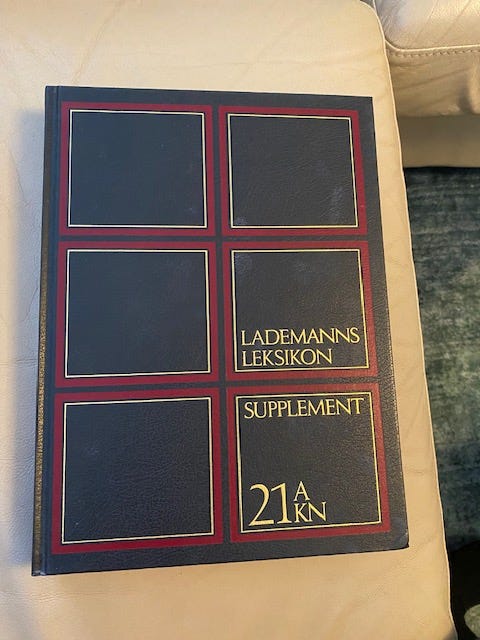 LADEMANNS
LEKSIKON
SUPPLEMENT
21 A
KN